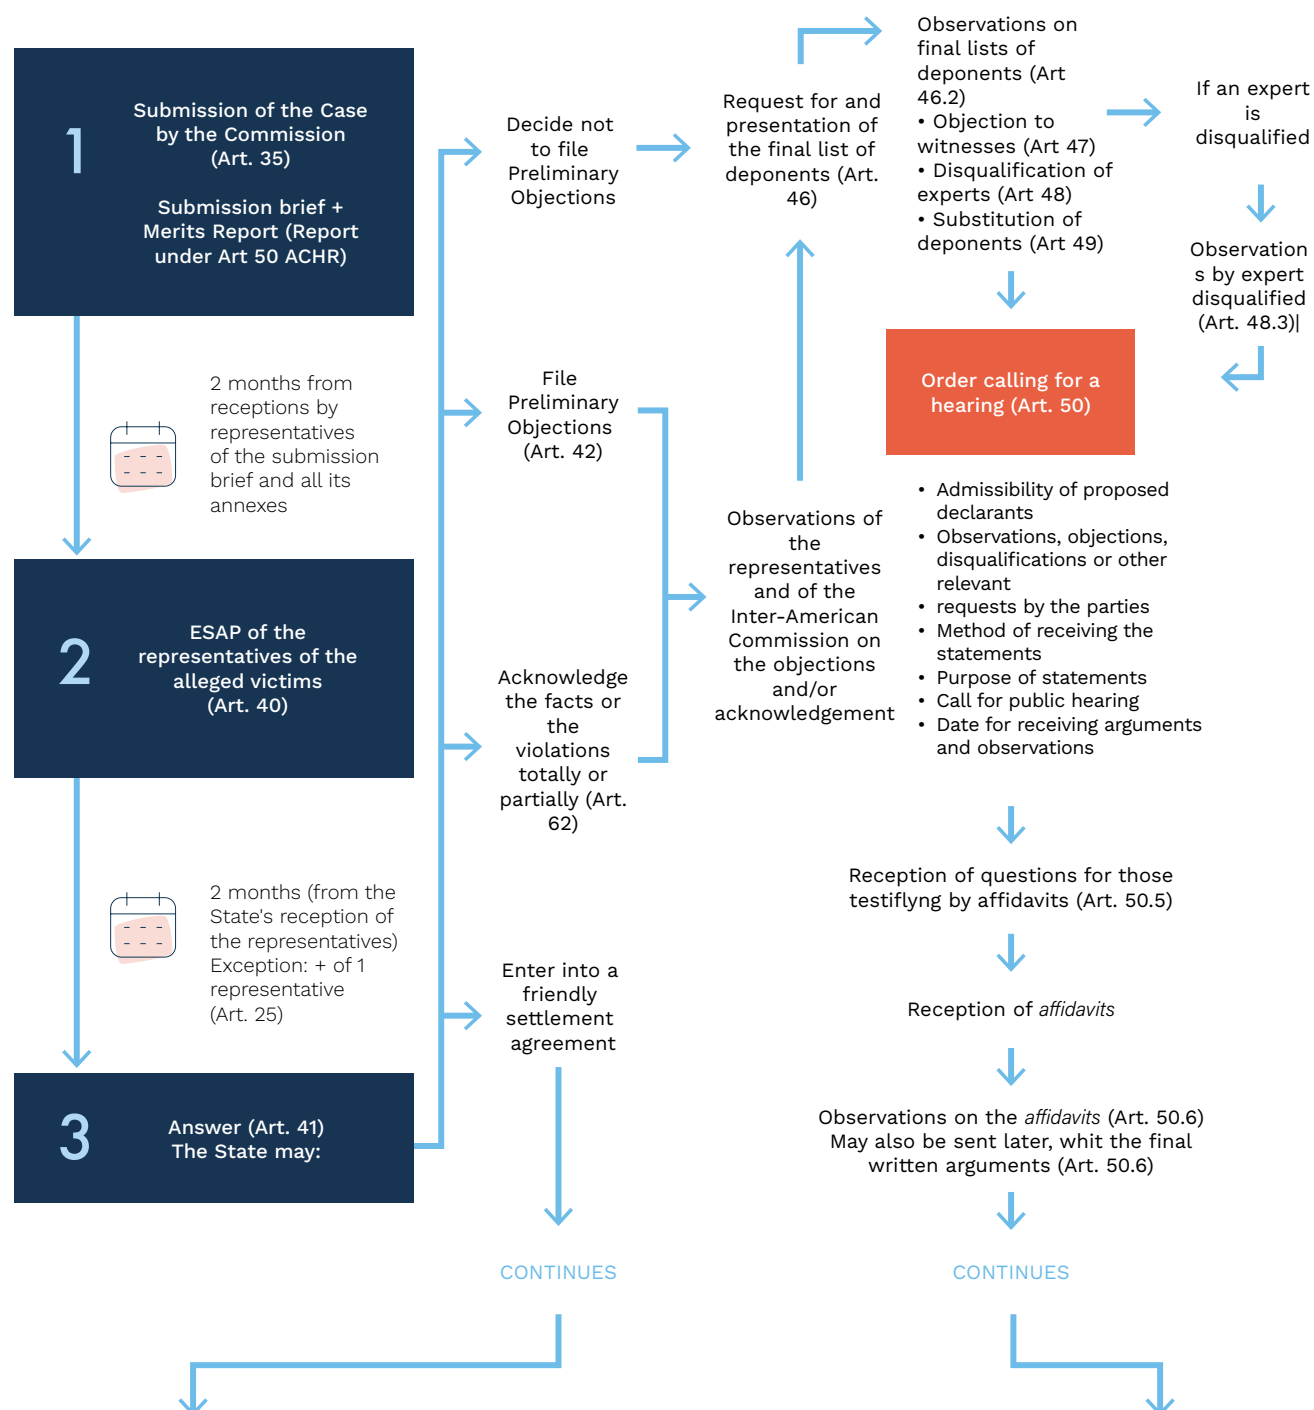 1
Submission of the Case
by the Commission
(Art. 35)
Submission brief +
Merits Report (Report
under Art 50 ACHR)
2 months from
receptions by
representatives
of the submission
brief and all its
annexes
2
ESAP of the
representatives of the
alleged victims
(Art. 40)
2 months (from the
State's reception of
the representatives)
Exception: + of 1
representative
(Art. 25)
3
Answer (Art. 41)
The State may:
Decide not
to file
Preliminary
Objections
File
Preliminary
Objections
(Art. 42)
Acknowledge
the facts or
the
violations
totally or
partially (Art.
62)
Enter into a
friendly
settlement
agreement
CONTINUES
Request for and
presentation of
the final list of
deponents (Art.
46)
Observations of
the
representatives
and of the
Inter-American
Commission on
the objections
and/or
acknowledgement
Observations on
final lists of
deponents (Art
46.2)
• Objection to
witnesses (Art 47)
• Disqualification of
experts (Art 48)
• Substitution of
deponents (Art 49)
If an expert
is
disqualified
Observation
s by expert
disqualified
(Art. 48.3)|
Order calling for a
hearing (Art. 50)
• Admissibility of proposed
declarants
• Observations, objections,
disqualifications or other
relevant
• requests by the parties
• Method of receiving the
statements
• Purpose of statements
• Call for public hearing
• Date for receiving arguments
and observations
Reception of questions for those
testiflyng by affidavits (Art. 50.5)
Reception of affidavits
Observations on the affidavits (Art. 50.6)
May also be sent later, whit the final
written arguments (Art. 50.6)
CONTINUES